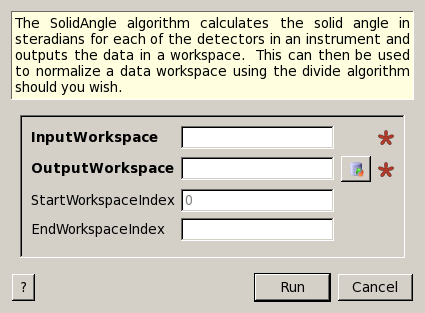 The SolidAngle algorithm calculates the solid angle in
steradians for each of the detectors in an instrument and
outputs the data in a workspace. This can then be used
to normalize a data workspace using the divide algorithm
should you wish.
InputWorkspace
OutputWorkspace
StartWorkspaceIndex 0
EndWorkspaceIndex
? Run Cancel